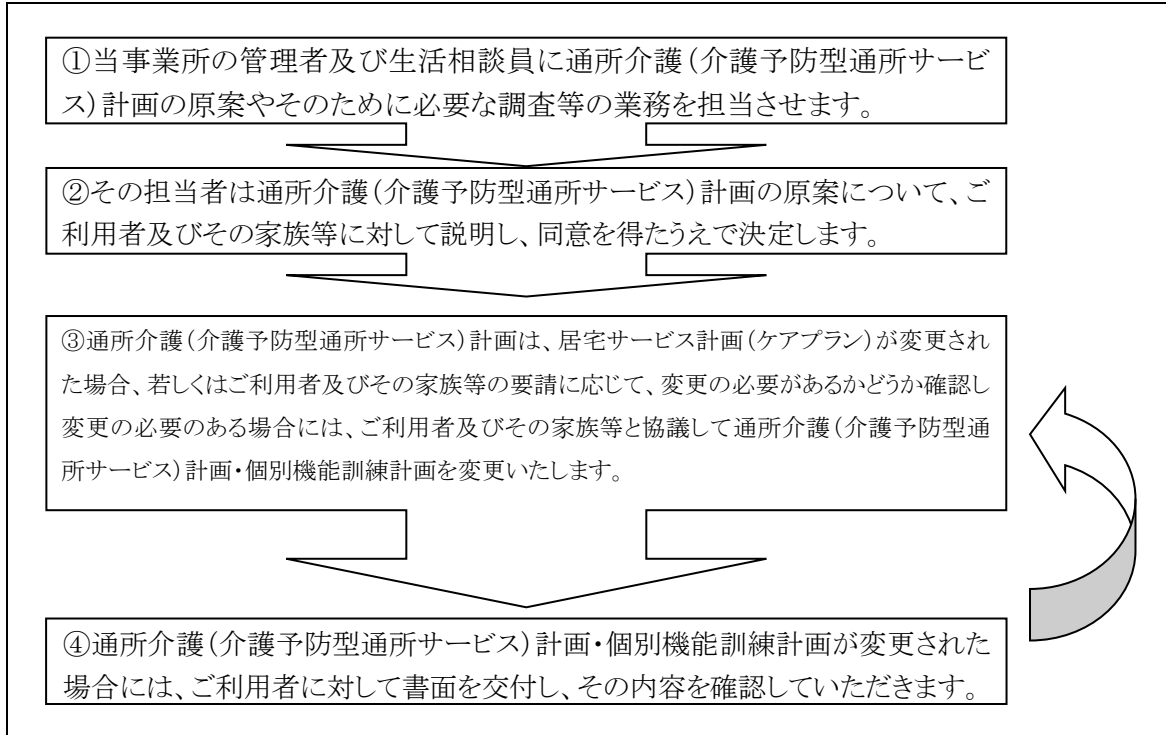 ①当事業所の管理者及び生活相談員に通所介護(介護予防型通所サービ
ス)計画の原案やそのために必要な調査等の業務を担当させます。
②その担当者は通所介護(介護予防型通所サービス)計画の原案について、ご
利用者及びその家族等に対して説明し、同意を得たうえで決定します。
③通所介護(介護予防型通所サービス)計画は、居宅サービス計画(ケアプラン)が変更され
た場合、若しくはご利用者及びその家族等の要請に応じて、変更の必要があるかどうか確認し
変更の必要のある場合には、ご利用者及びその家族等と協議して通所介護(介護予防型通
所サービス)計画・個別機能訓練計画を変更いたします。
④通所介護(介護予防型通所サービス)計画・個別機能訓練計画が変更された
場合には、ご利用者に対して書面を交付し、その内容を確認していただきます。